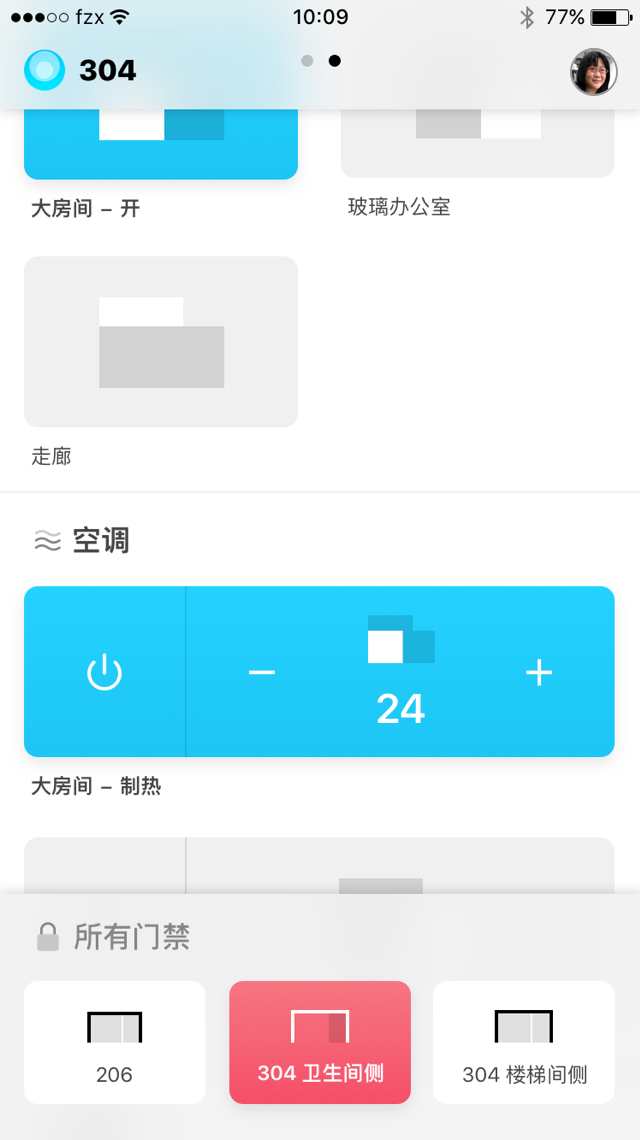 fzx 10:09 77%
304
大房间 – 开
玻璃办公室
走廊
空调
24
大房间 – 制热
所有门禁
206
304 卫生间侧
304 楼梯间侧